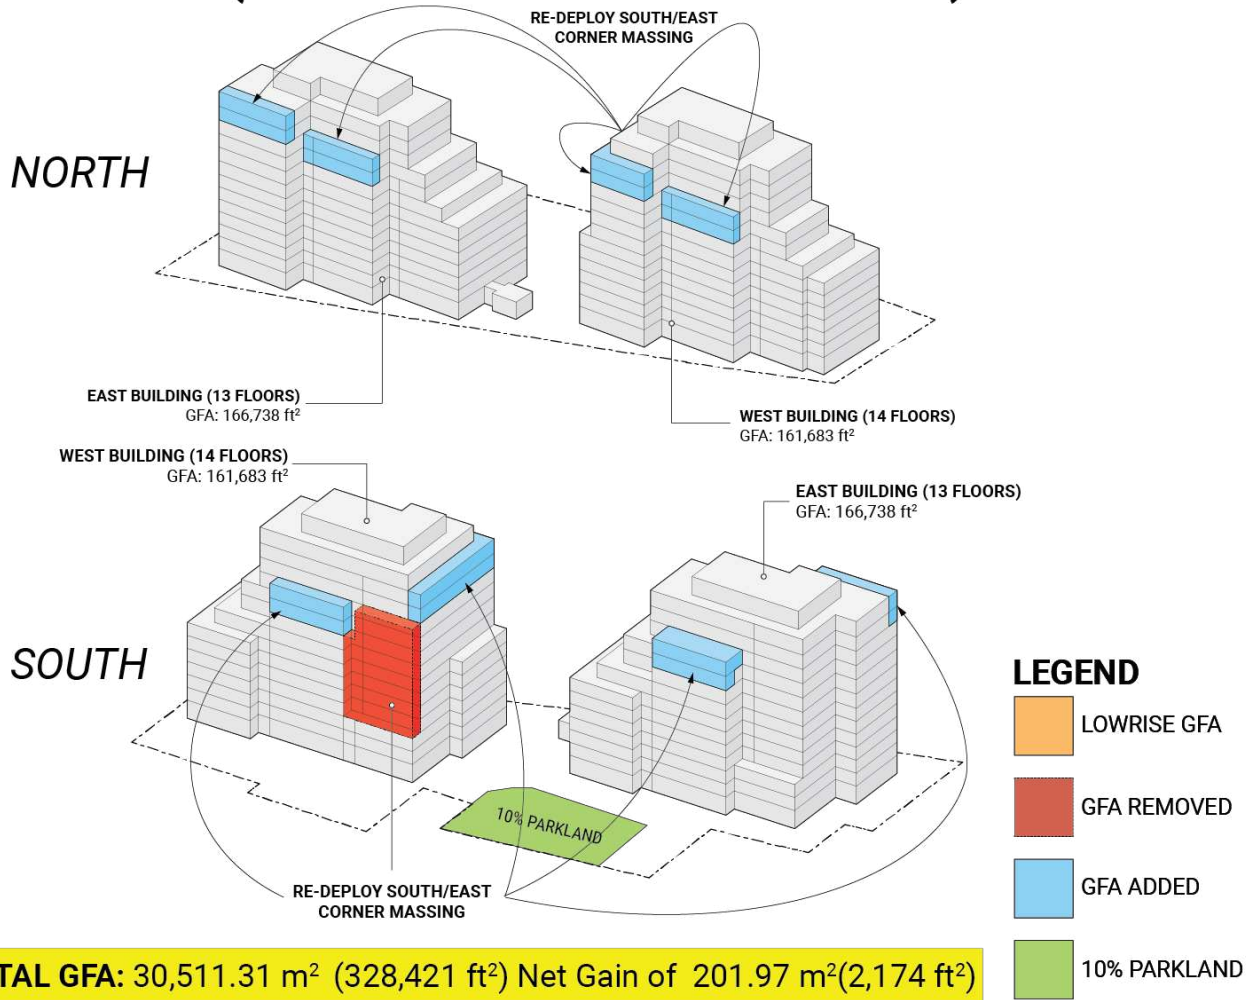 RE-DEPLOY SOUTH/EAST
CORNER MASSING
NORTH
EAST BUILDING (13 FLOORS)
GFA: 166,738 ft²
WEST BUILDING (14 FLOORS)
GFA: 161,683 ft²
WEST BUILDING (14 FLOORS)
GFA: 161,683 ft²
EAST BUILDING (13 FLOORS)
GFA: 166,738 ft²
SOUTH
10% PARKLAND
RE-DEPLOY SOUTH/EAST
CORNER MASSING
LEGEND
LOWRISE GFA
GFA REMOVED
GFA ADDED
10% PARKLAND
TAL GFA: 30,511.31 m² (328,421 ft²) Net Gain of 201.97 m²(2,174 ft²)